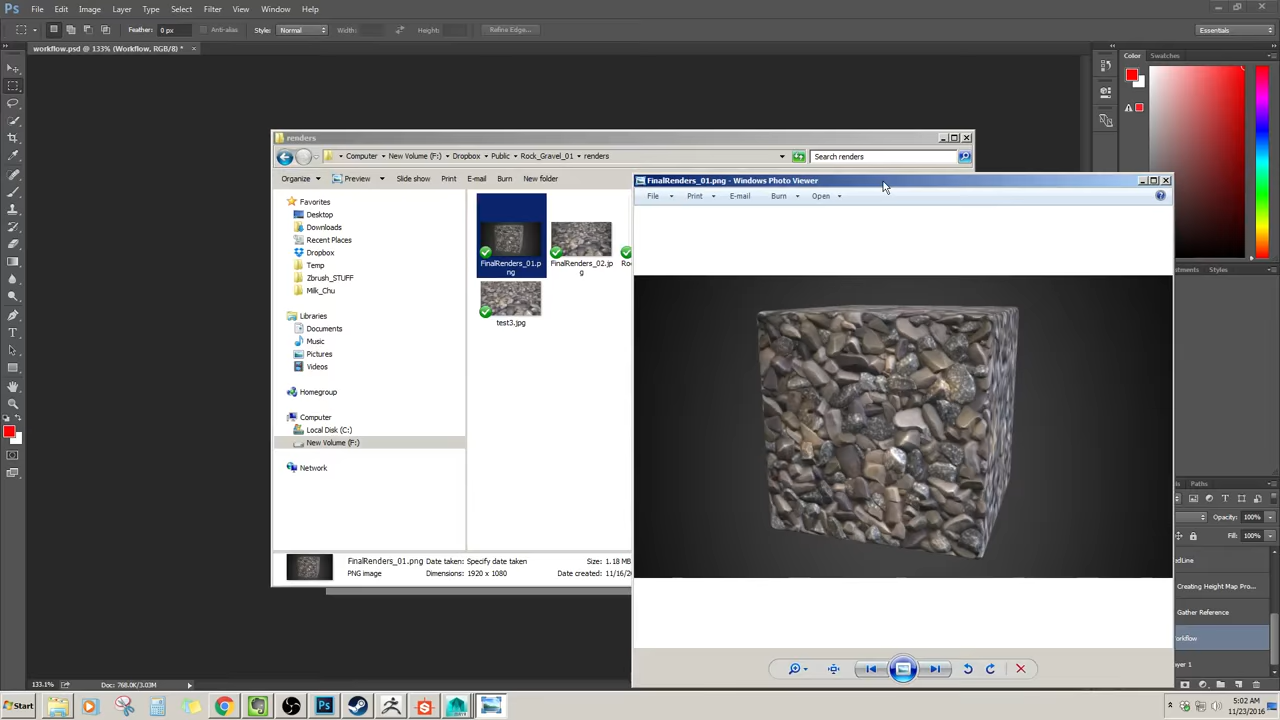 Ps File Edit Image Layer Type Select Filter View Window Help
Feather: 0 px Anti-alias Style: Normal Width: Height: Refine Edge... Essentials
workflow.psd @ 133% (Workflow, RGB/8) * ×
Color Swatches
renders
Computer New Volume (F:) Dropbox Public Rock_Gravel_01 renders Search renders
Organize Preview Slide show Print E-mail Burn New folder
FinalRenders_01.png - Windows Photo Viewer
File Print E-mail Burn Open
Favorites
Desktop
Downloads
Recent Places
Dropbox
Temp
Zbrush_STUFF
Milk_Chu
Libraries
Documents
Music
Pictures
Videos
Homegroup
Computer
Local Disk (C:)
New Volume (F:)
Network
FinalRenders_01.p
ng
FinalRenders_02.jp
g
Ro
test3.jpg
FinalRenders_01.png Date taken: Specify date taken Size: 1.18 MB
PNG image Dimensions: 1920 x 1080 Date created: 11/16/2
Styles
Paths
Opacity: 100%
Fill: 100%
Creating Height Map Pro...
Gather Reference
133.1% Doc: 768.0K/3.03M
Start
5:02 AM
11/23/2016